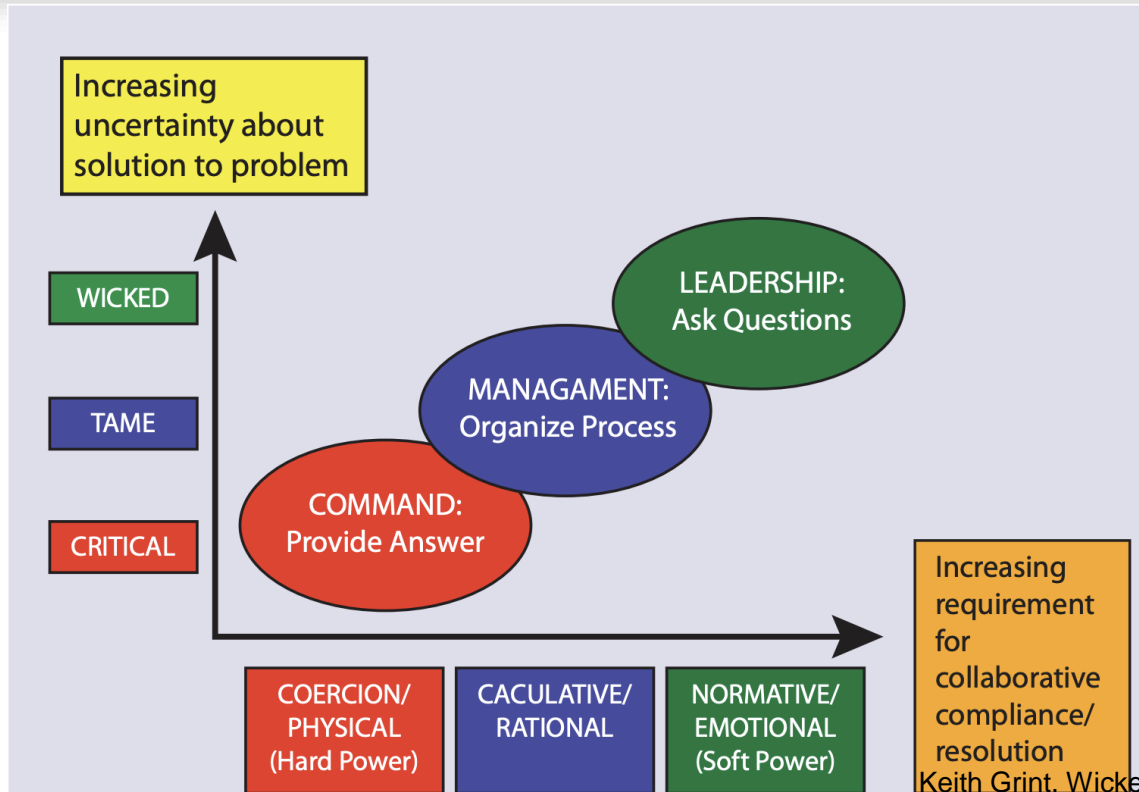 Increasing
uncertainty about
solution to problem
WICKED
TAME
CRITICAL
LEADERSHIP:
Ask Questions
MANAGAMENT:
Organize Process
COMMAND:
Provide Answer
COERCION/
PHYSICAL
(Hard Power)
CACULATIVE/
RATIONAL
NORMATIVE/
EMOTIONAL
(Soft Power)
Increasing
requirement
for
collaborative
compliance/
resolution
Keith Grint, Wicke